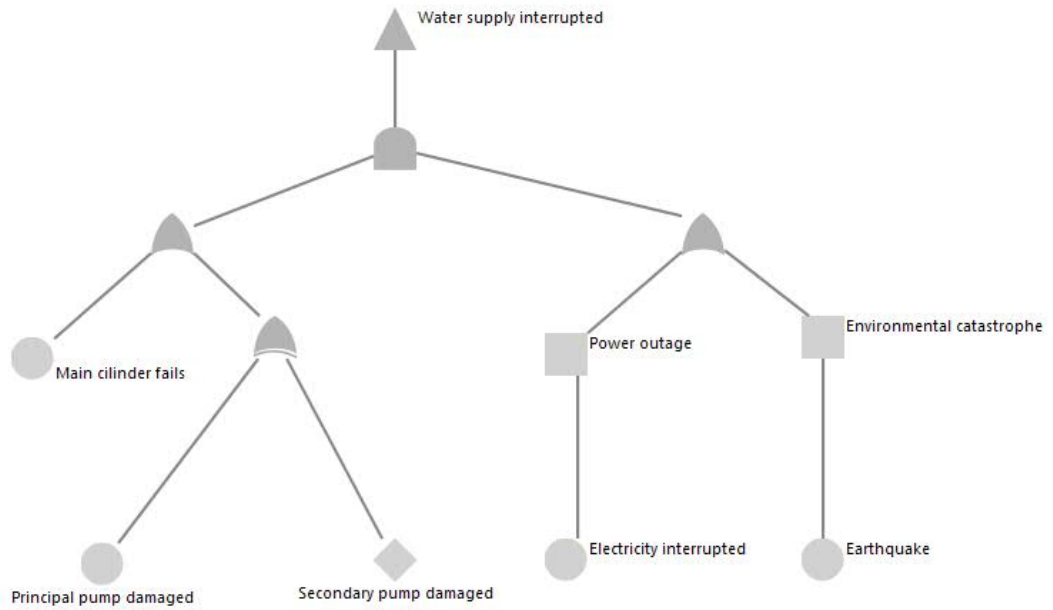 Water supply interrupted
Environmental catastrophe
Power outage
Main cilinder fails
Electricity interrupted
Earthquake
Principal pump damaged
Secondary pump damaged